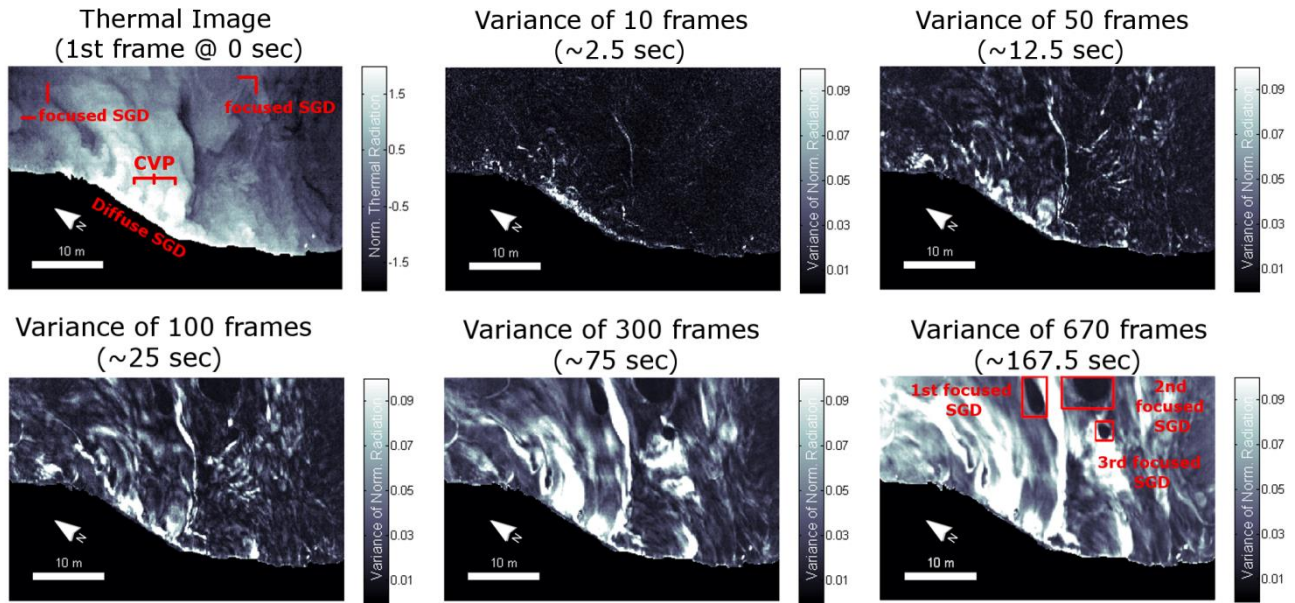 Thermal Image
(1st frame @ 0 sec)
Variance of 10 frames
(~2.5 sec)
Variance of 50 frames
(~12.5 sec)
focused SGD
focused SGD
CVP
Diffuse SGD
N
10 m
1.5
0.5
-0.5
-1.5
Norm Thermal Radiation
N
10 m
0.09
0.07
0.05
0.03
0.01
Variance of Norm. Radiation
N
10 m
0.09
0.07
0.05
0.03
0.01
Variance of Norm. Radiation
Variance of 100 frames
(~25 sec)
Variance of 300 frames
(~75 sec)
Variance of 670 frames
(~167.5 sec)
N
10 m
0.09
0.07
0.05
0.03
0.01
Variance of Norm. Radiation
N
10 m
0.09
0.07
0.05
0.03
0.01
Variance of Norm. Radiation
1st focused
SGD
2nd
focused
SGD
3rd focused
SGD
N
10 m
0.09
0.07
0.05
0.03
0.01
Variance of Norm. Radiation